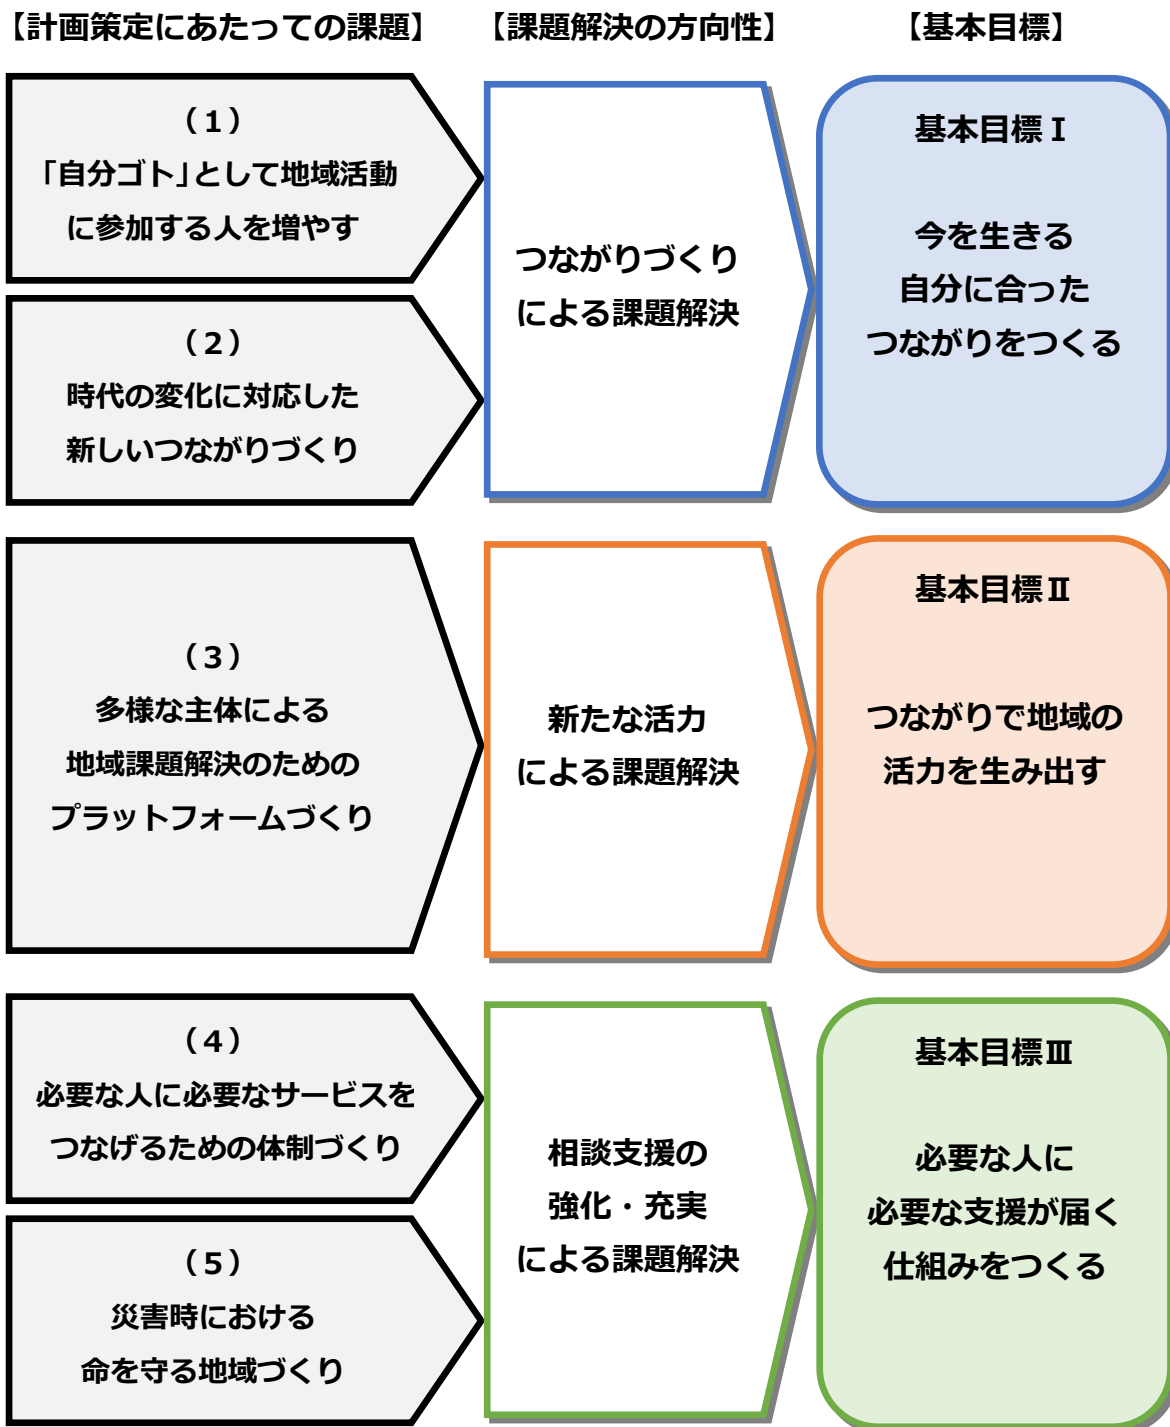 【計画策定にあたっての課題】
【課題解決の方向性】
【基本目標】
（１）
「自分ゴト」として地域活動
に参加する人を増やす
（２）
時代の変化に対応した
新しいつながりづくり
つながりづくり
による課題解決
基本目標Ⅰ
今を生きる
自分に合った
つながりをつくる
（３）
多様な主体による
地域課題解決のための
プラットフォームづくり
新たな活力
による課題解決
基本目標Ⅱ
つながりで地域の
活力を生み出す
（４）
必要な人に必要なサービスを
つなげるための体制づくり
（５）
災害時における
命を守る地域づくり
相談支援の
強化・充実
による課題解決
基本目標Ⅲ
必要な人に
必要な支援が届く
仕組みをつくる